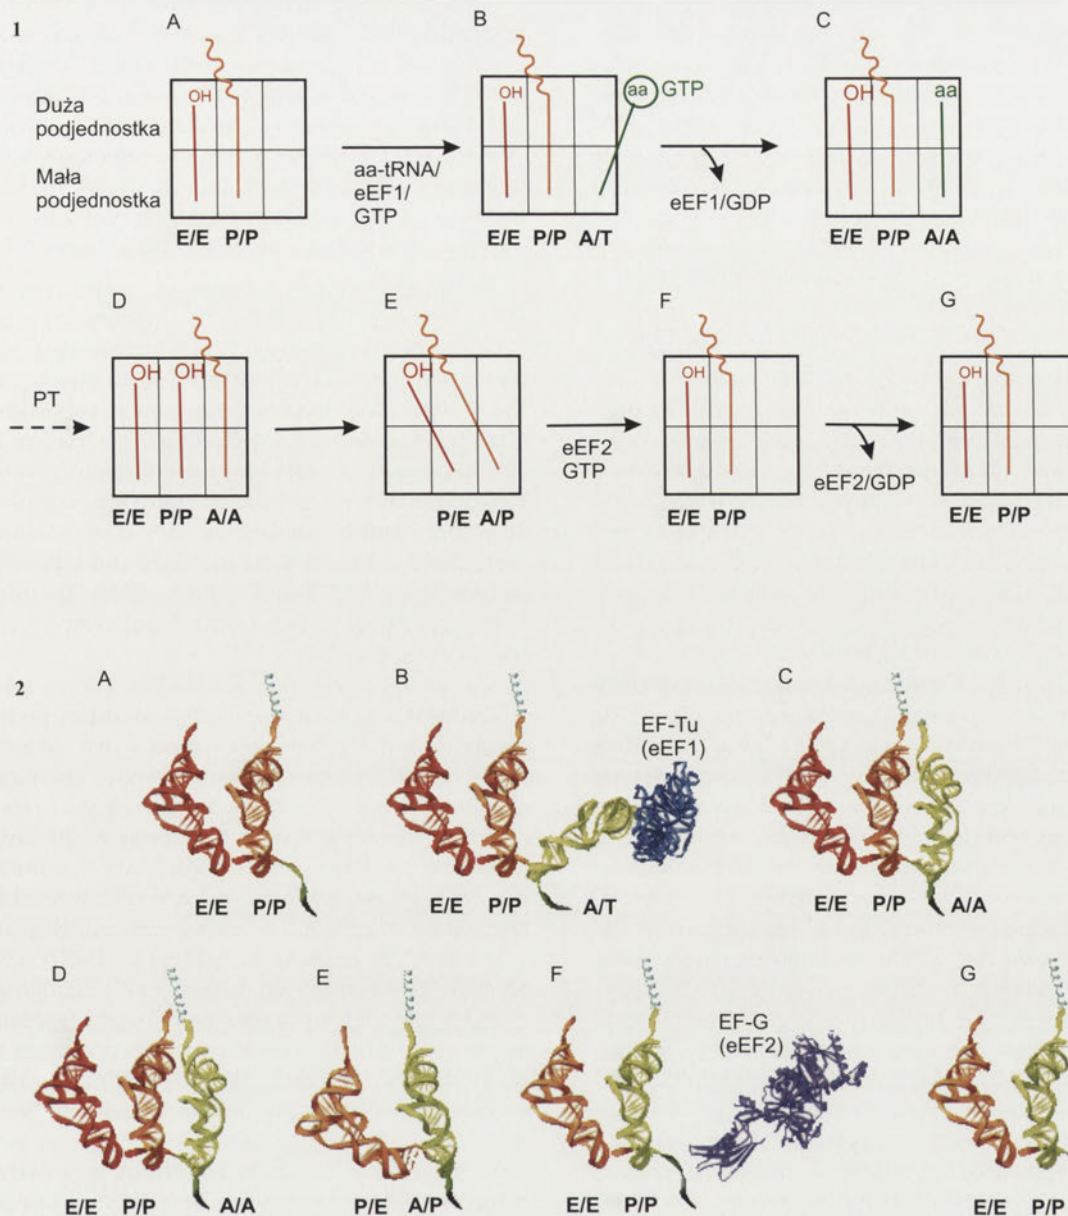 1
A B C
Duża
podjednostka
Mała
podjednostka
OH
E/E P/P
aa-tRNA/
eEF1/
GTP
OH aa GTP
E/E P/P A/T
eEF1/GDP
OH aa
E/E P/P A/A
D E F G
PT
OH OH
E/E P/P A/A
OH
P/E A/P
eEF2
GTP
OH
E/E P/P
eEF2/GDP
OH
E/E P/P
2
A B C
E/E P/P
EF-Tu
(eEF1)
E/E P/P A/T
E/E P/P A/A
D E F G
E/E P/P A/A
P/E A/P
EF-G
(eEF2)
E/E P/P
E/E P/P